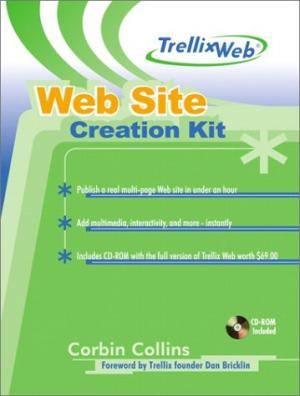 TrellixWeb®
Web Site
Creation Kit
Publish a real multi-page Web site in under an hour
Add multimedia, interactivity, and more - instantly
Includes CD-ROM with the full version of Trellix Web worth $69.00
CD-ROM
Included
Corbin Collins
Foreword by Trellix founder Dan Bricklin